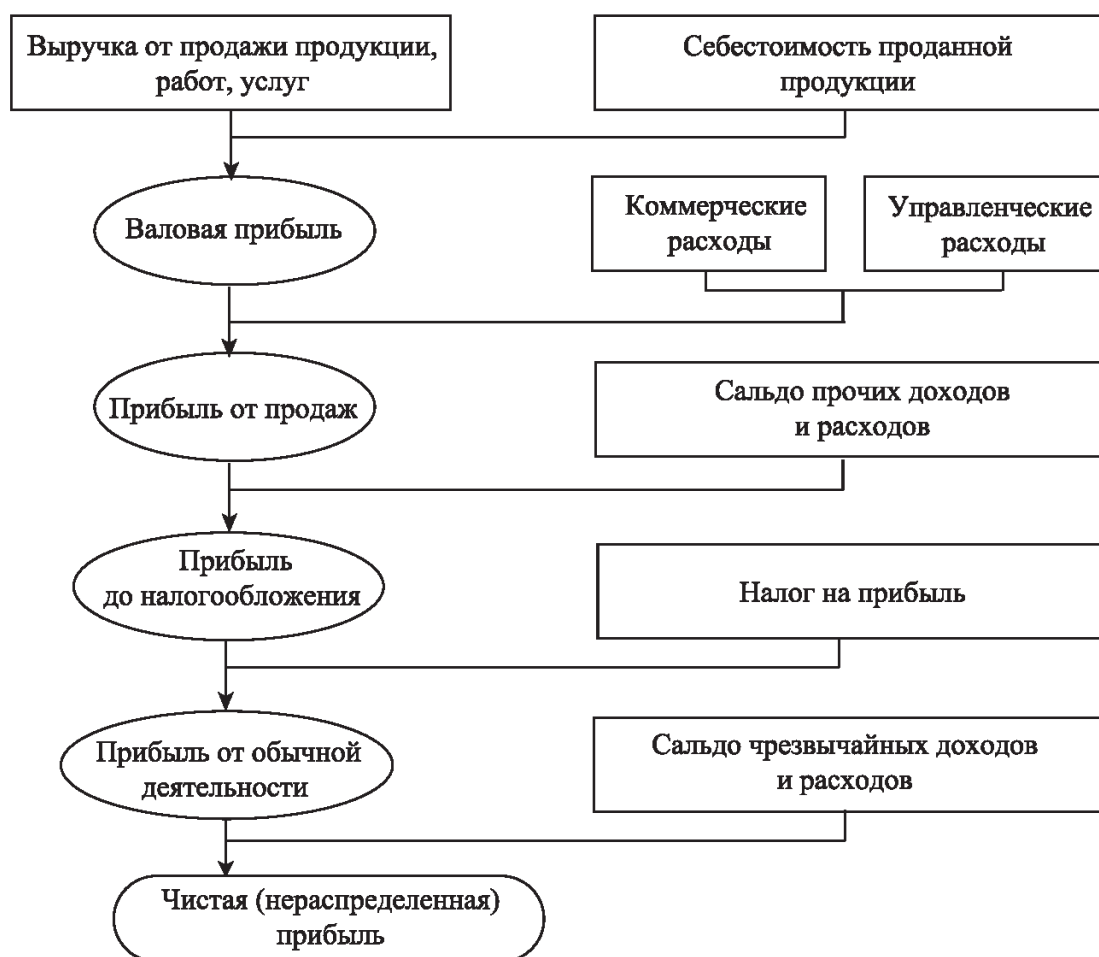 Выручка от продажи продукции,
работ, услуг
Себестоимость проданной
продукции
Валовая прибыль
Коммерческие
расходы
Управленческие
расходы
Прибыль от продаж
Сальдо прочих доходов
и расходов
Прибыль
до налогообложения
Налог на прибыль
Прибыль от обычной
деятельности
Сальдо чрезвычайных доходов
и расходов
Чистая (нераспределенная)
прибыль